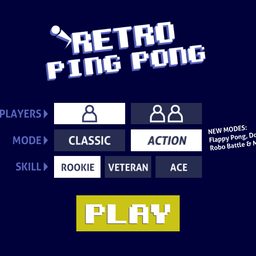 RETRO
PING PONG
PLAYERS
MODE CLASSIC ACTION
NEW MODES:
Flappy Pong,
Robo Battle &
SKILL ROOKIE VETERAN ACE
PLAY